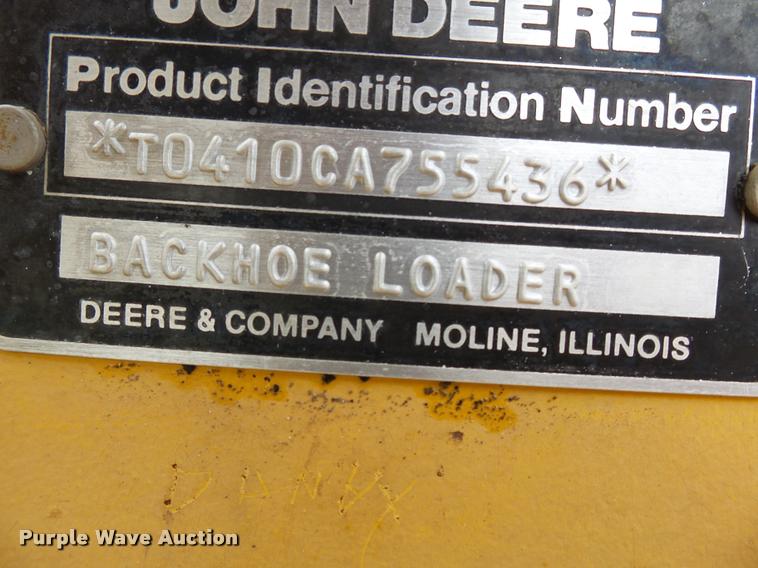 JOHN DEERE
Product Identification Number
*T0410CA755436*
BACKHOE LOADER
DEERE & COMPANY MOLINE, ILLINOIS
Purple Wave Auction